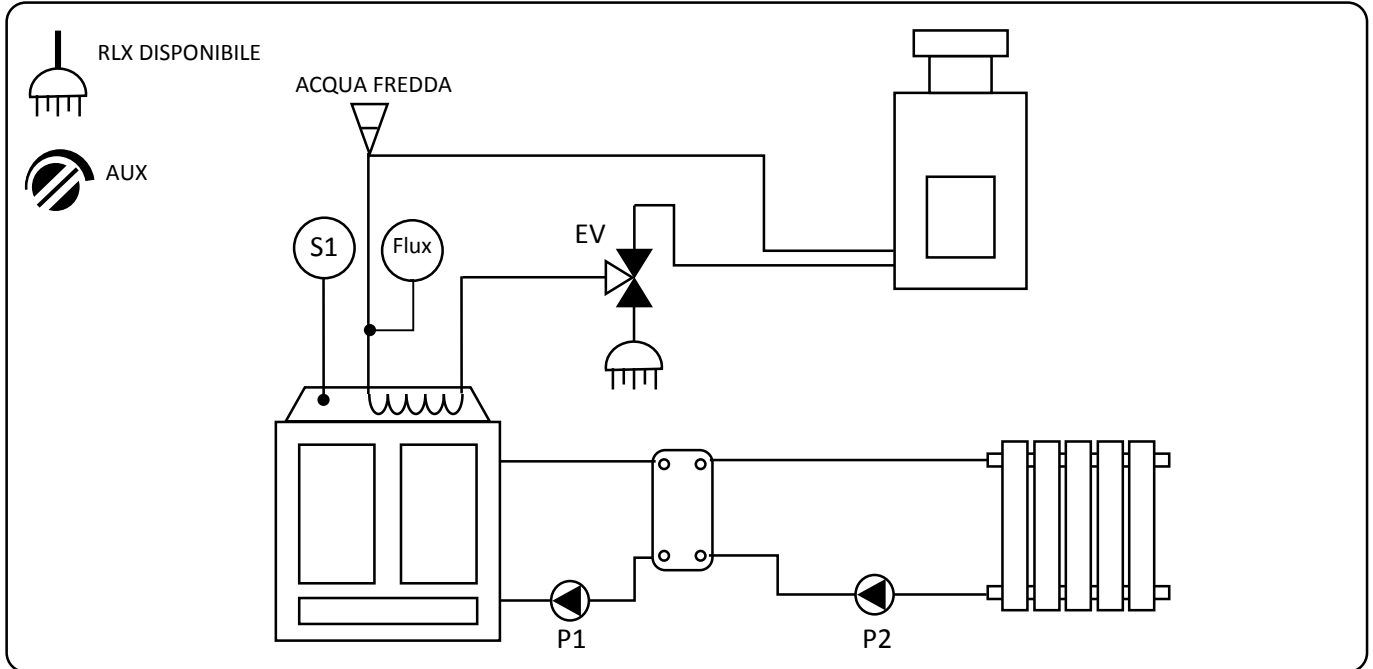 RLX DISPONIBILE
ACQUA FREDDA
AUX
S1
Flux
EV
P1
P2